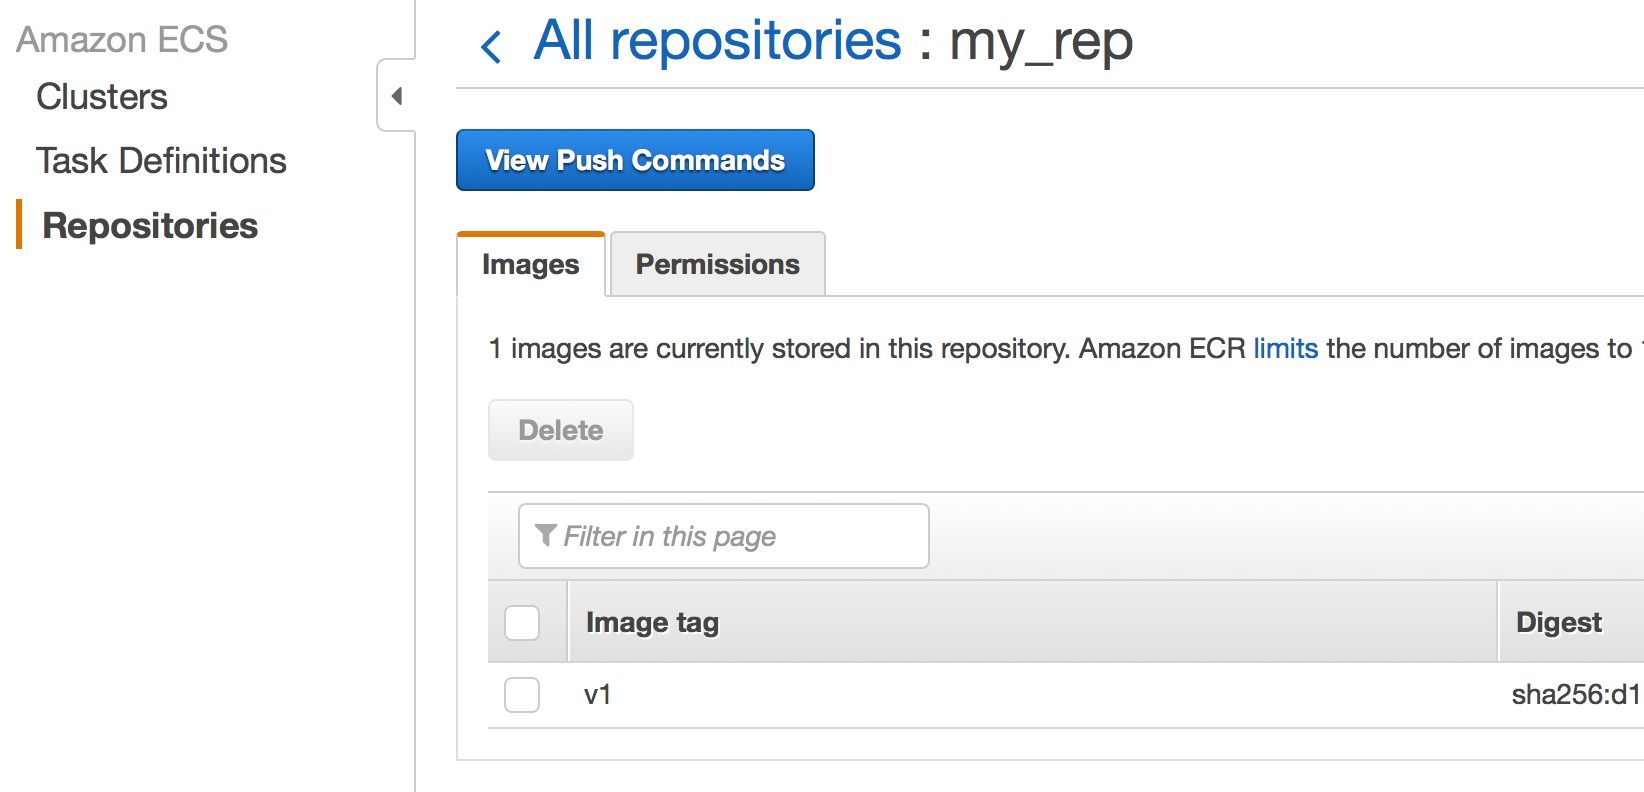 Amazon ECS
Clusters
Task Definitions
Repositories
All repositories : my_rep
View Push Commands
Images
Permissions
1 images are currently stored in this repository. Amazon ECR limits the number of images to
Delete
Filter in this page
Image tag
Digest
v1
sha256:d1